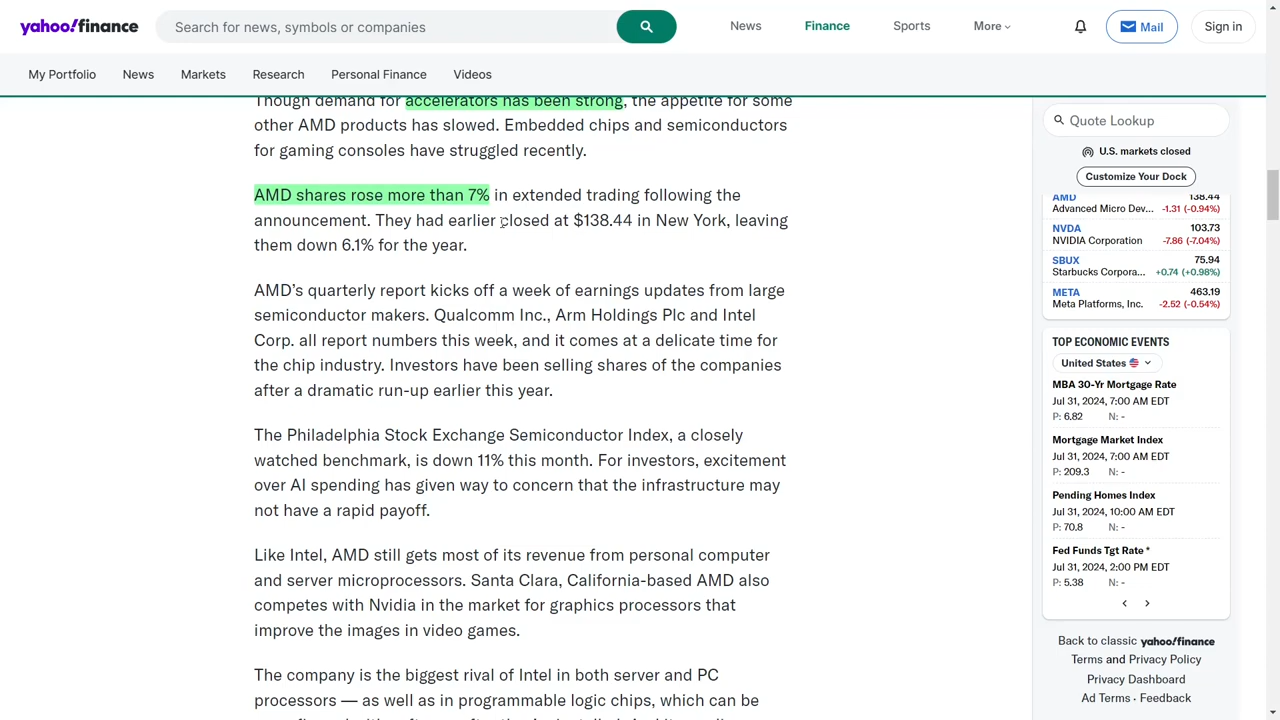 yahoo!finance
Search for news, symbols or companies
News
Finance
Sports
More
Mail
Sign in
My Portfolio
News
Markets
Research
Personal Finance
Videos
Though demand for accelerators has been strong, the appetite for some
other AMD products has slowed. Embedded chips and semiconductors
for gaming consoles have struggled recently.
AMD shares rose more than 7% in extended trading following the
announcement. They had earlier closed at $138.44 in New York, leaving
them down 6.1% for the year.
AMD’s quarterly report kicks off a week of earnings updates from large
semiconductor makers. Qualcomm Inc., Arm Holdings Plc and Intel
Corp. all report numbers this week, and it comes at a delicate time for
the chip industry. Investors have been selling shares of the companies
after a dramatic run-up earlier this year.
The Philadelphia Stock Exchange Semiconductor Index, a closely
watched benchmark, is down 11% this month. For investors, excitement
over AI spending has given way to concern that the infrastructure may
not have a rapid payoff.
Like Intel, AMD still gets most of its revenue from personal computer
and server microprocessors. Santa Clara, California-based AMD also
competes with Nvidia in the market for graphics processors that
improve the images in video games.
The company is the biggest rival of Intel in both server and PC
processors — as well as in programmable logic chips, which can be
Quote Lookup
U.S. markets closed
Customize Your Dock
AMD 138.44
Advanced Micro Dev... -1.31 (-0.94%)
NVDA 103.73
NVIDIA Corporation -7.86 (-7.04%)
SBUX 75.94
Starbucks Corpora... +0.74 (+0.98%)
META 463.19
Meta Platforms, Inc. -2.52 (-0.54%)
TOP ECONOMIC EVENTS
United States
MBA 30-Yr Mortgage Rate
Jul 31, 2024, 7:00 AM EDT
P: 6.82 N: -
Mortgage Market Index
Jul 31, 2024, 7:00 AM EDT
P: 209.3 N: -
Pending Homes Index
Jul 31, 2024, 10:00 AM EDT
P: 70.8 N: -
Fed Funds Tgt Rate *
Jul 31, 2024, 2:00 PM EDT
P: 5.38 N: -
Back to classic yahoo!finance
Terms and Privacy Policy
Privacy Dashboard
Ad Terms · Feedback